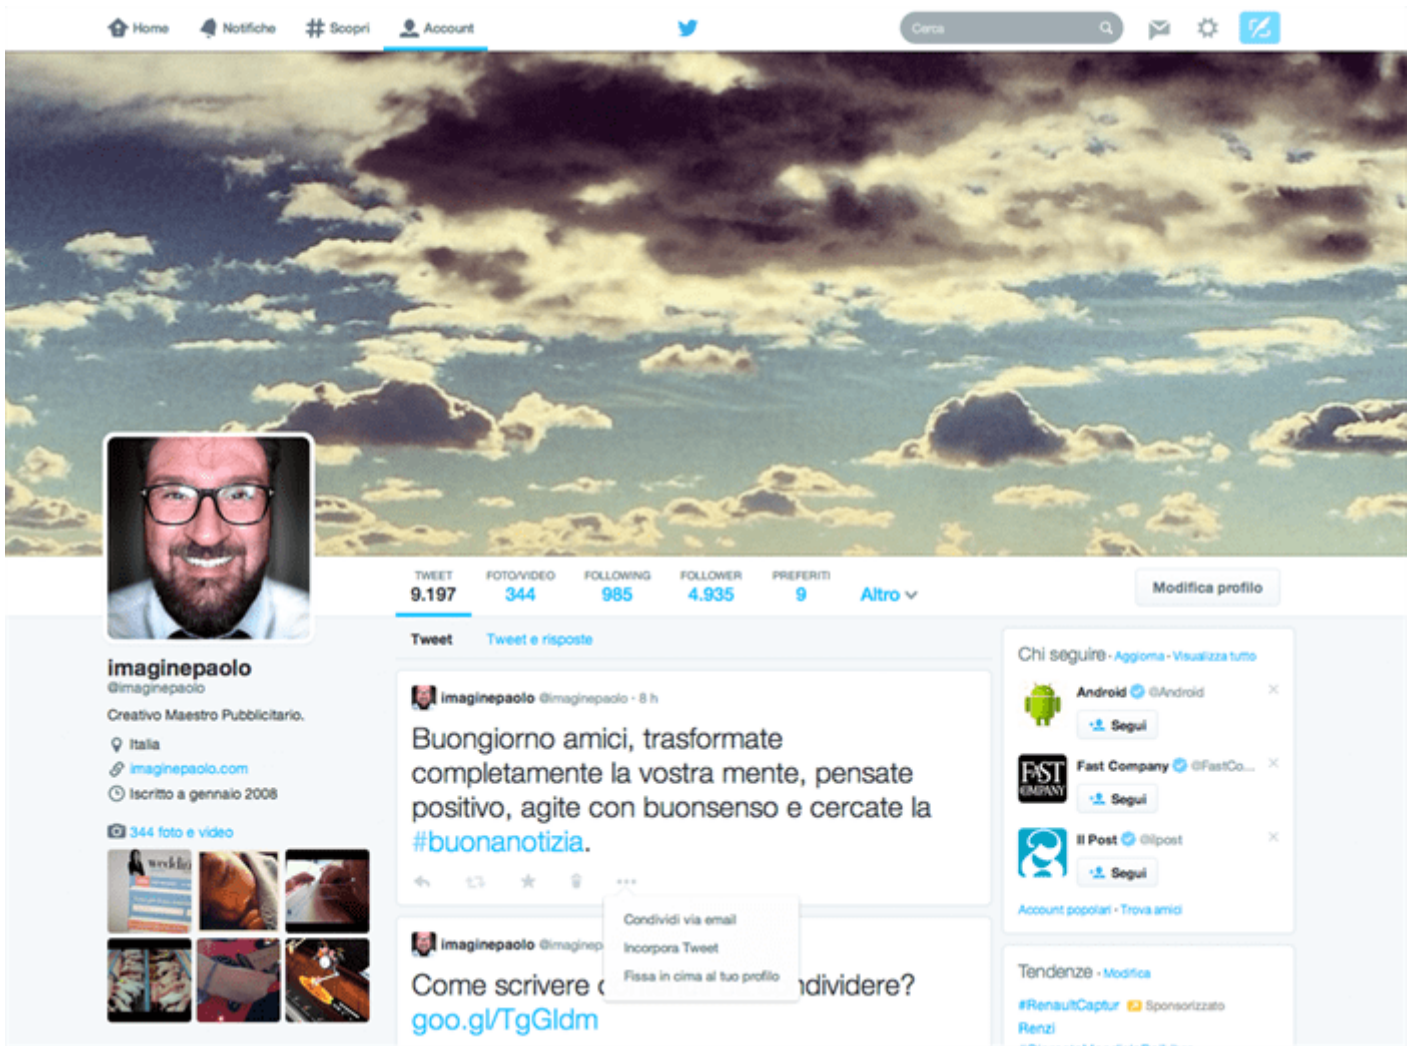 Home Notifiche Scopri Account Cerca
TWEET FOTO/VIDEO FOLLOWING FOLLOWER PREFERITI
9.197 344 985 4.935 9 Altro
Modifica profilo
imaginepaolo
@imaginepaolo
Creativo Maestro Pubblicitario.
Italia
imaginepaolo.com
Iscritto a gennaio 2008
344 foto e video
Tweet Tweet e risposte
imaginepaolo @imaginepaolo · 8 h
Buongiorno amici, trasformate
completamente la vostra mente, pensate
positivo, agite con buonsenso e cercate la
#buonanotizia.
Condividi via email
Incorpora Tweet
Fissa in cima al tuo profilo
imaginepaolo @imaginep
Come scrivere ndividere?
goo.gl/TgGldm
Chi seguire · Aggiorna · Visualizza tutto
Android @Android
Segui
FAST COMPANY
Fast Company @FastCo...
Segui
Il Post @ilpost
Segui
Account popolari · Trova amici
Tendenze · Modifica
#RenaultCaptur Sponsorizzato
Renzi